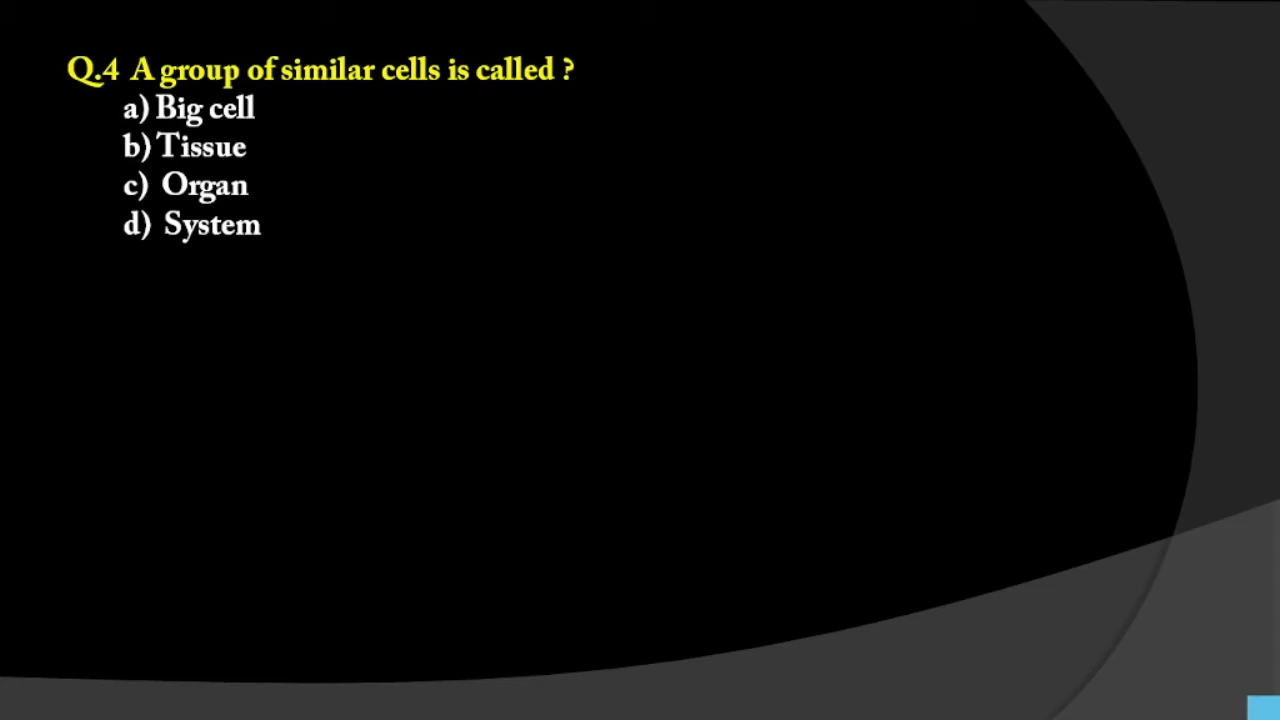 Q.4 A group of similar cells is called ?
a) Big cell
b) Tissue
c) Organ
d) System